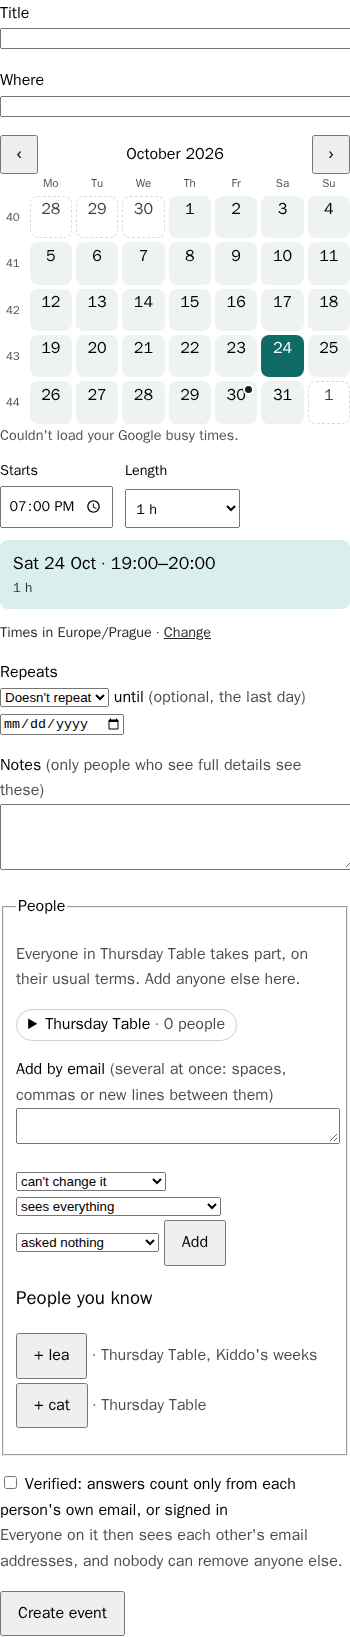 Title
Where
‹ October 2026 ›
Mo Tu We Th Fr Sa Su
40 28 29 30 1 2 3 4
41 5 6 7 8 9 10 11
42 12 13 14 15 16 17 18
43 19 20 21 22 23 24 25
44 26 27 28 29 30 31 1
Couldn't load your Google busy times.
Starts Length
07:00 PM 1 h
Sat 24 Oct · 19:00–20:00
1 h
Times in Europe/Prague · Change
Repeats
Doesn't repeat until (optional, the last day)
mm/dd/yyyy
Notes (only people who see full details see
these)
People
Everyone in Thursday Table takes part, on
their usual terms. Add anyone else here.
▶ Thursday Table · 0 people
Add by email (several at once: spaces,
commas or new lines between them)
can't change it
sees everything
asked nothing Add
People you know
+ lea · Thursday Table, Kiddo's weeks
+ cat · Thursday Table
Verified: answers count only from each
person's own email, or signed in
Everyone on it then sees each other's email
addresses, and nobody can remove anyone else.
Create event